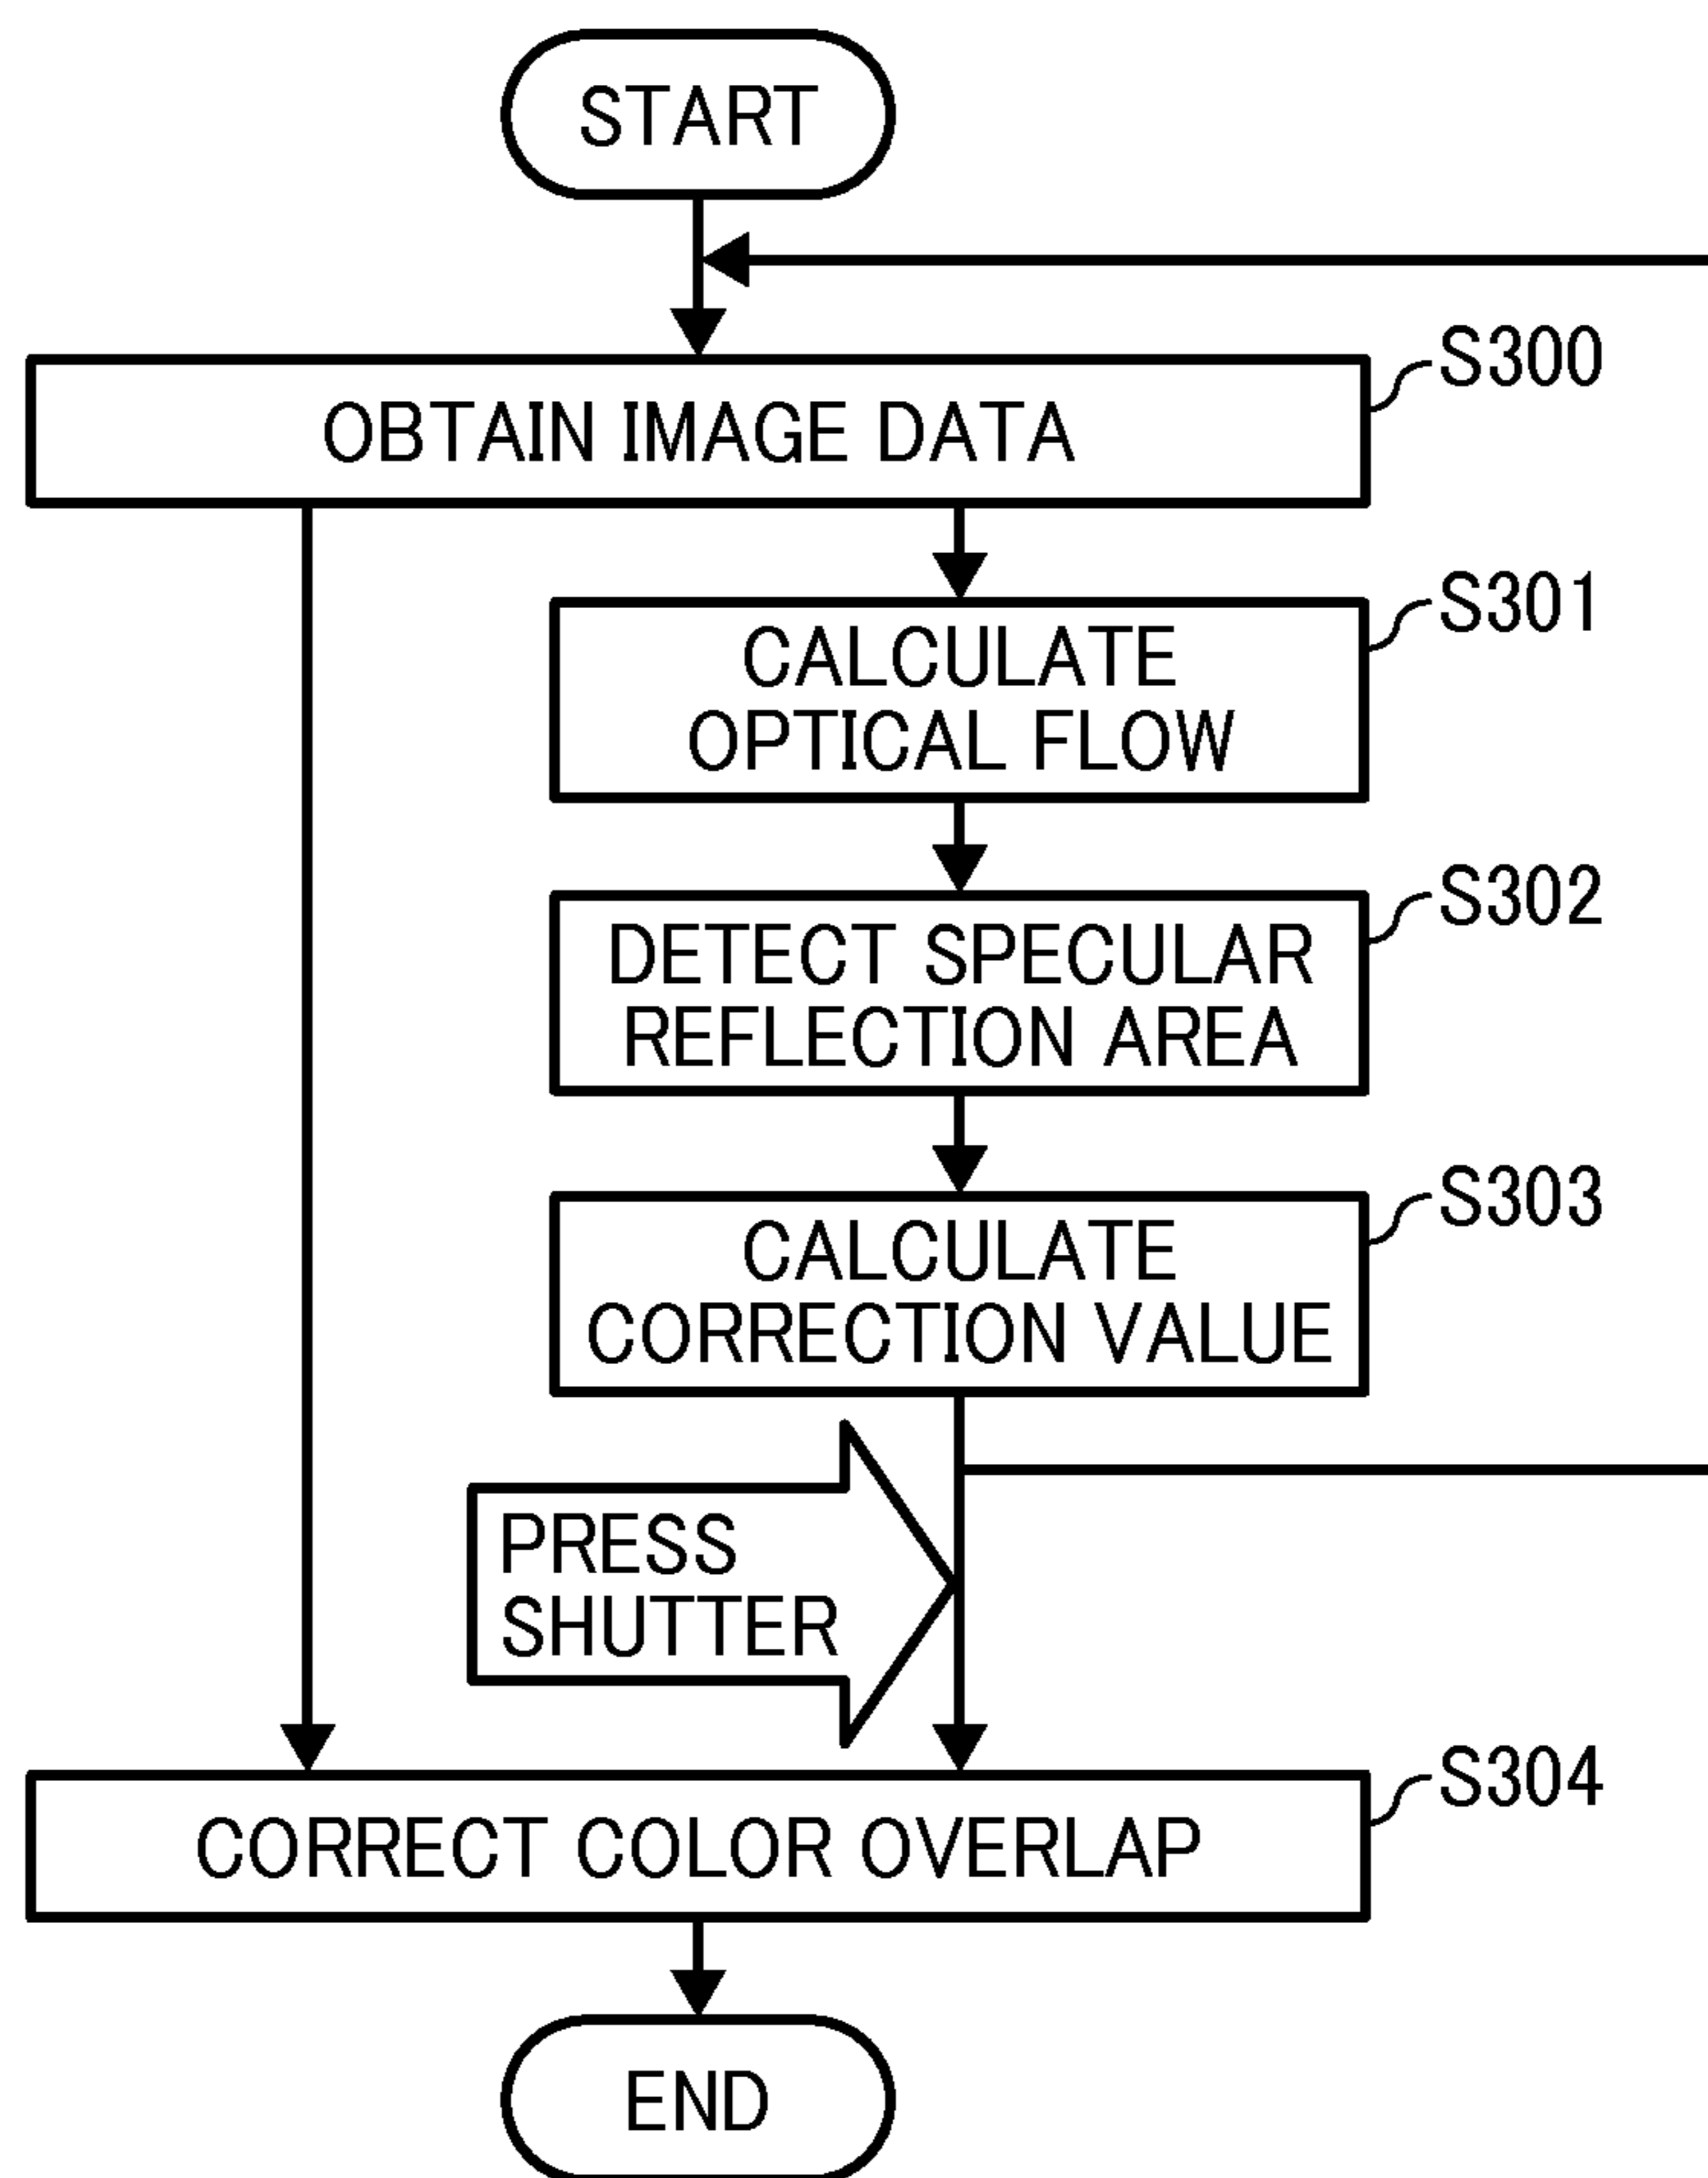 START
S300
OBTAIN IMAGE DATA
S301
CALCULATE
OPTICAL FLOW
S302
DETECT SPECULAR
REFLECTION AREA
S303
CALCULATE
CORRECTION VALUE
PRESS
SHUTTER
S304
CORRECT COLOR OVERLAP
END